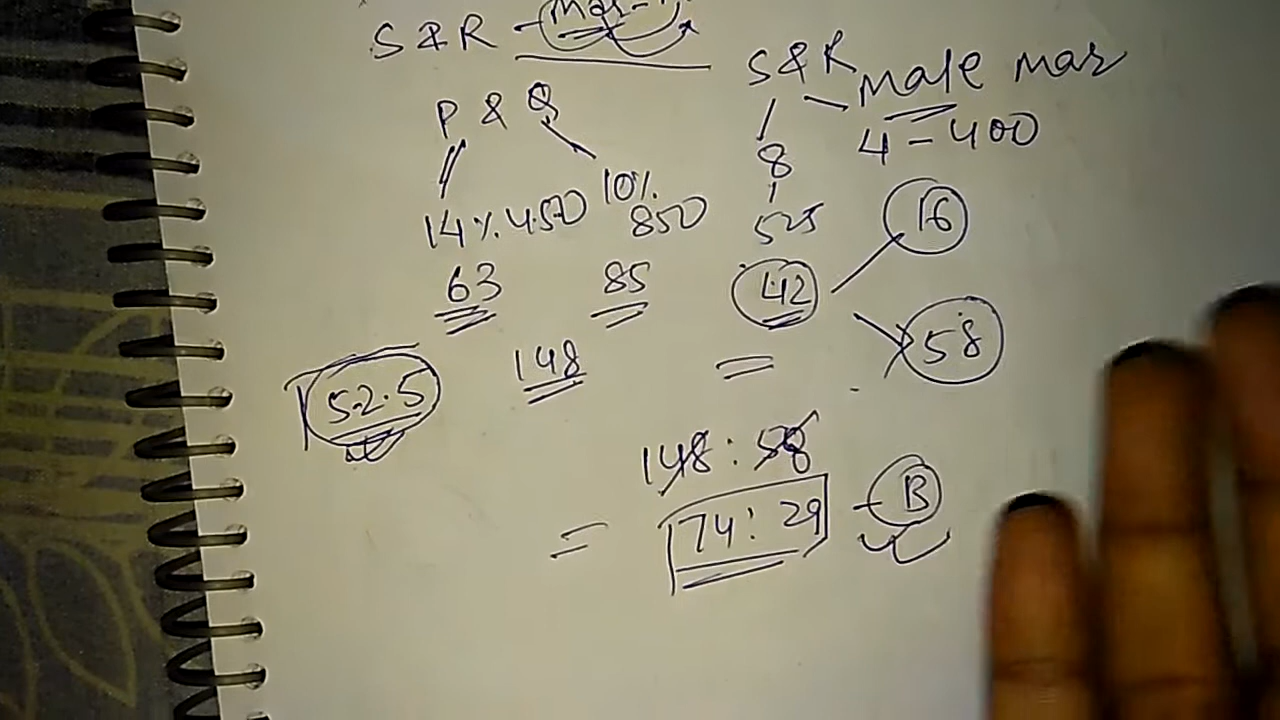 S & R - Mar -
S & R Male Mar
P & Q
4 - 400
8
14% 450 10% 850 525
16
63 85 42
58
52.5 148 =
148 : 58
= 74 : 29 - B